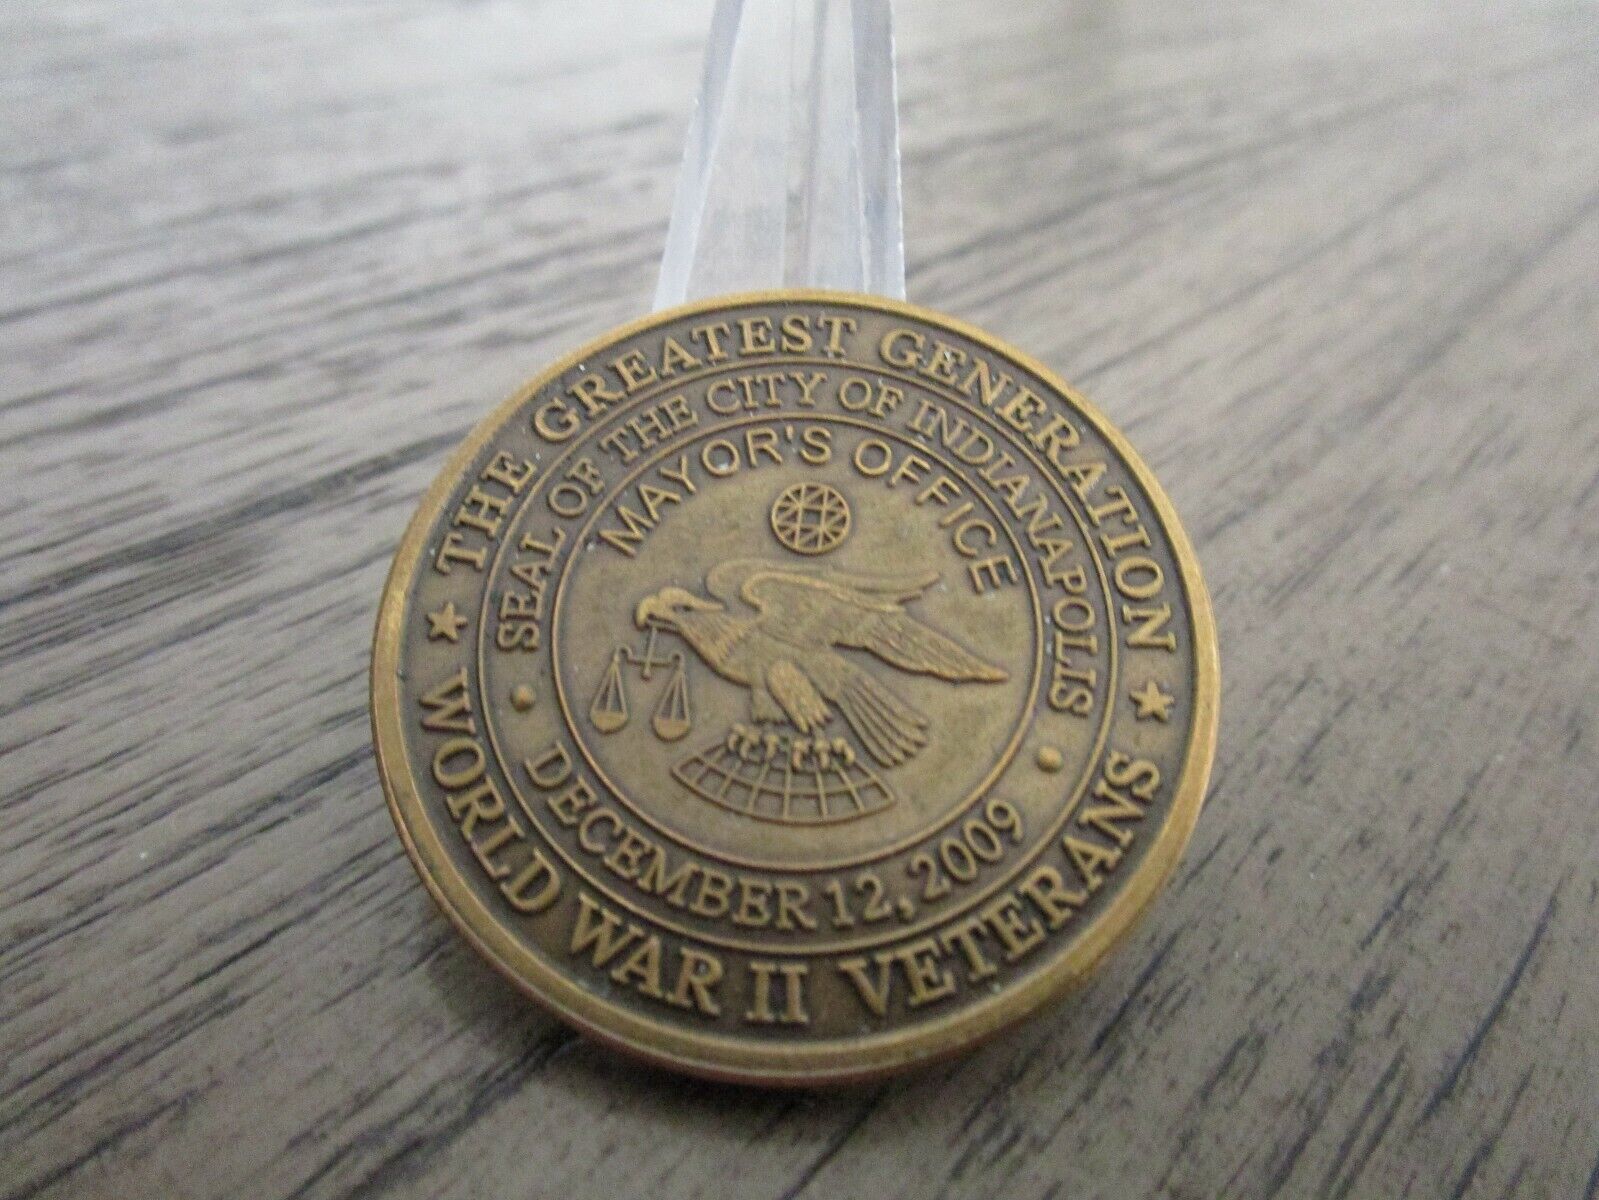 THE GREATEST GENERATION
SEAL OF THE CITY OF INDIANAPOLIS
MAYOR'S OFFICE
DECEMBER 12, 2009
WORLD WAR II VETERANS